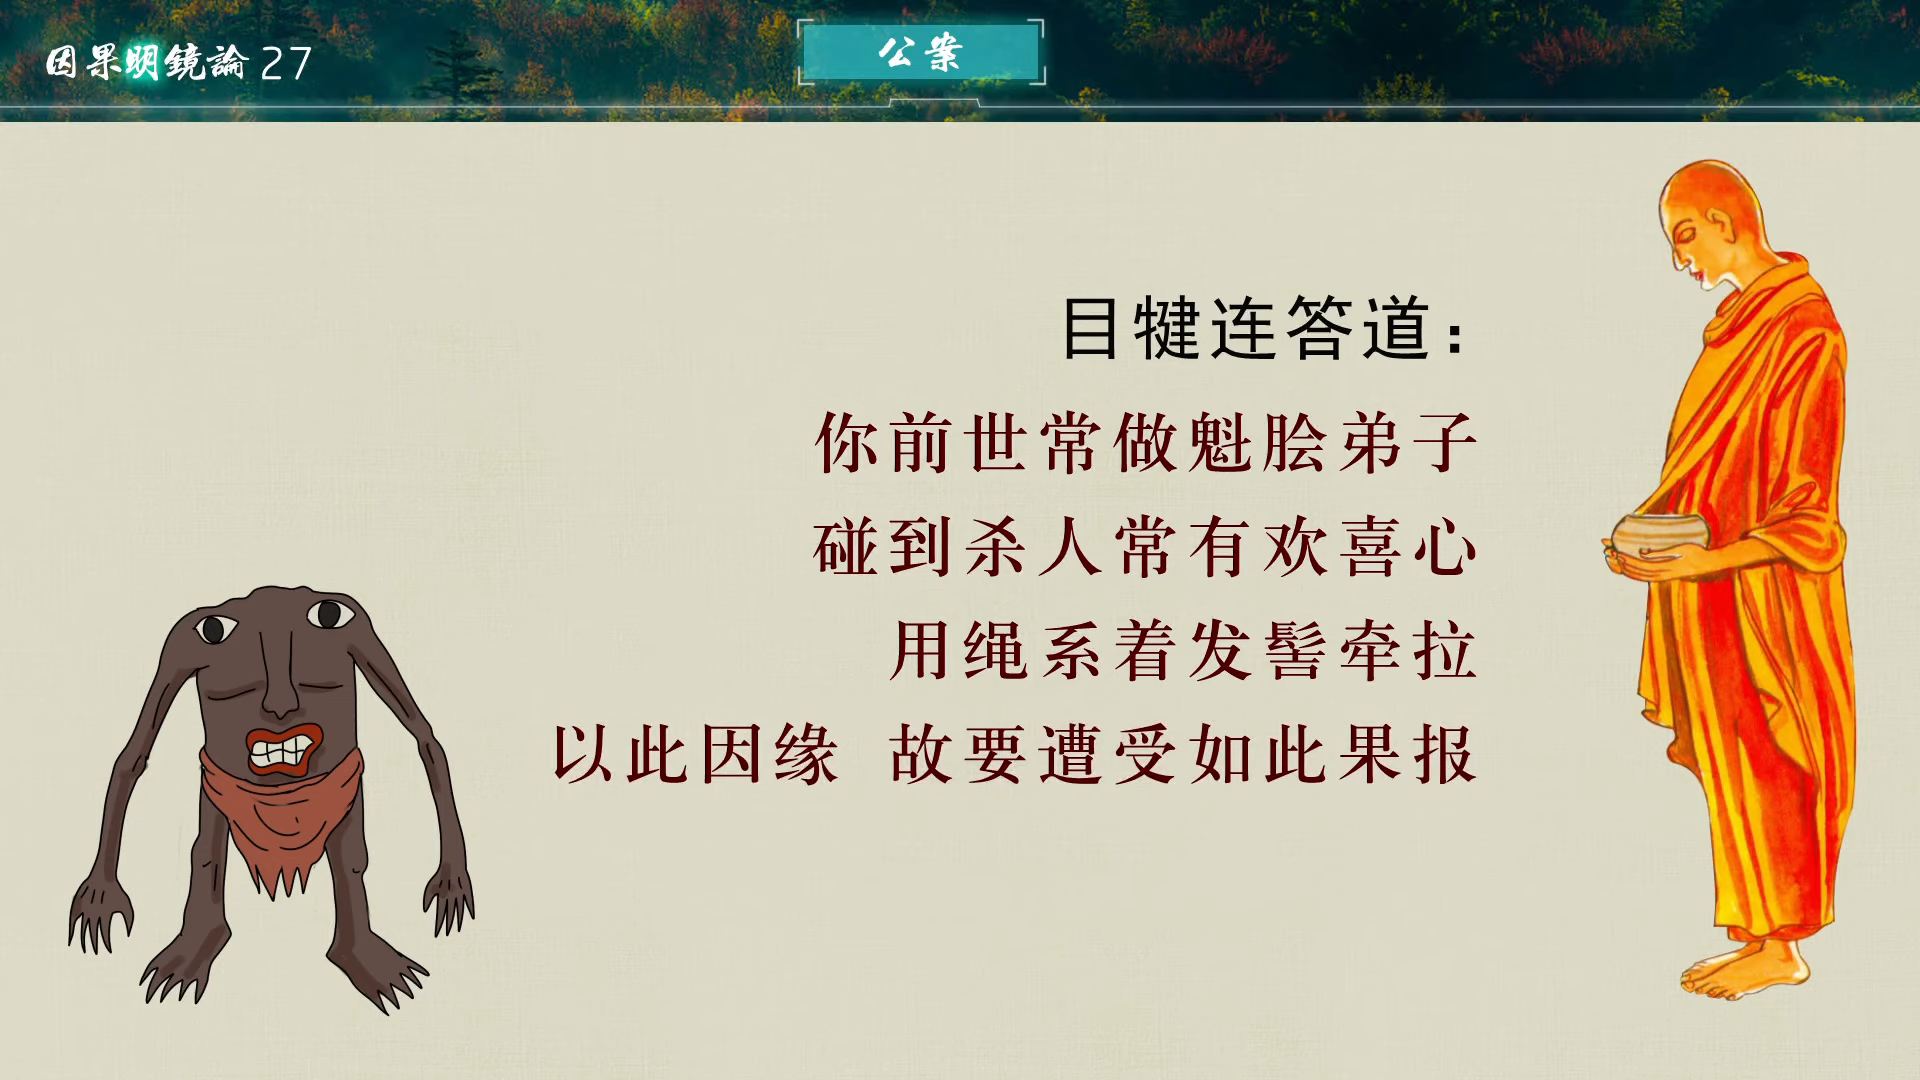 因果明鏡論 27
公案
目犍连答道：
你前世常做魁脍弟子
碰到杀人常有欢喜心
用绳系着发髻牵拉
以此因缘 故要遭受如此果报